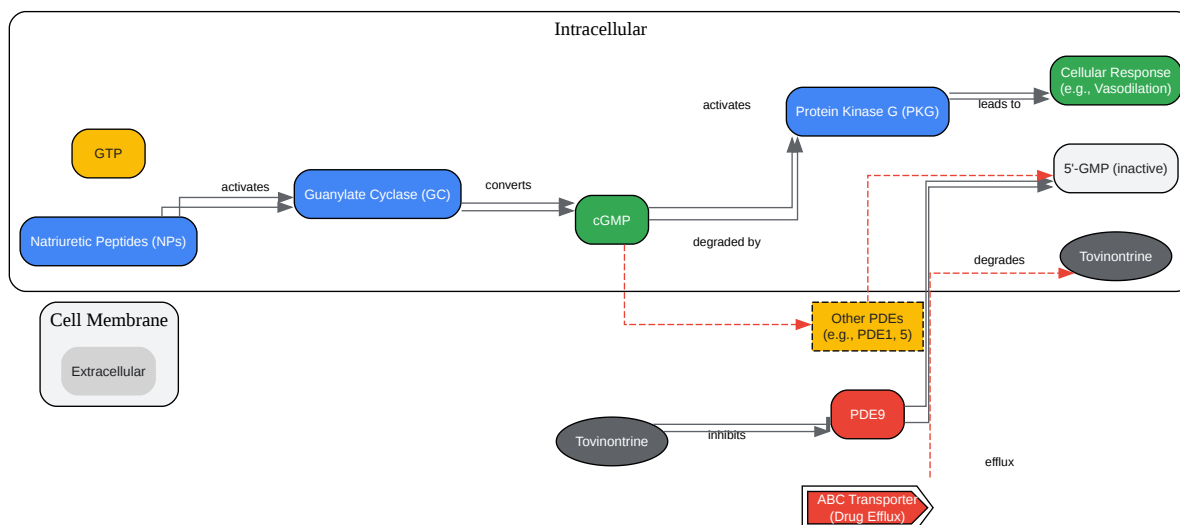 Intracellular
Cellular Response
(e.g., Vasodilation)
activates
Protein Kinase G (PKG)
leads to
GTP
5'-GMP (inactive)
activates
Guanylate Cyclase (GC)
converts
cGMP
Natriuretic Peptides (NPs)
degraded by
Tovinontrine
degrades
Cell Membrane
Extracellular
Other PDEs
(e.g., PDE1, 5)
PDE9
Tovinontrine
inhibits
efflux
ABC Transporter
(Drug Efflux)